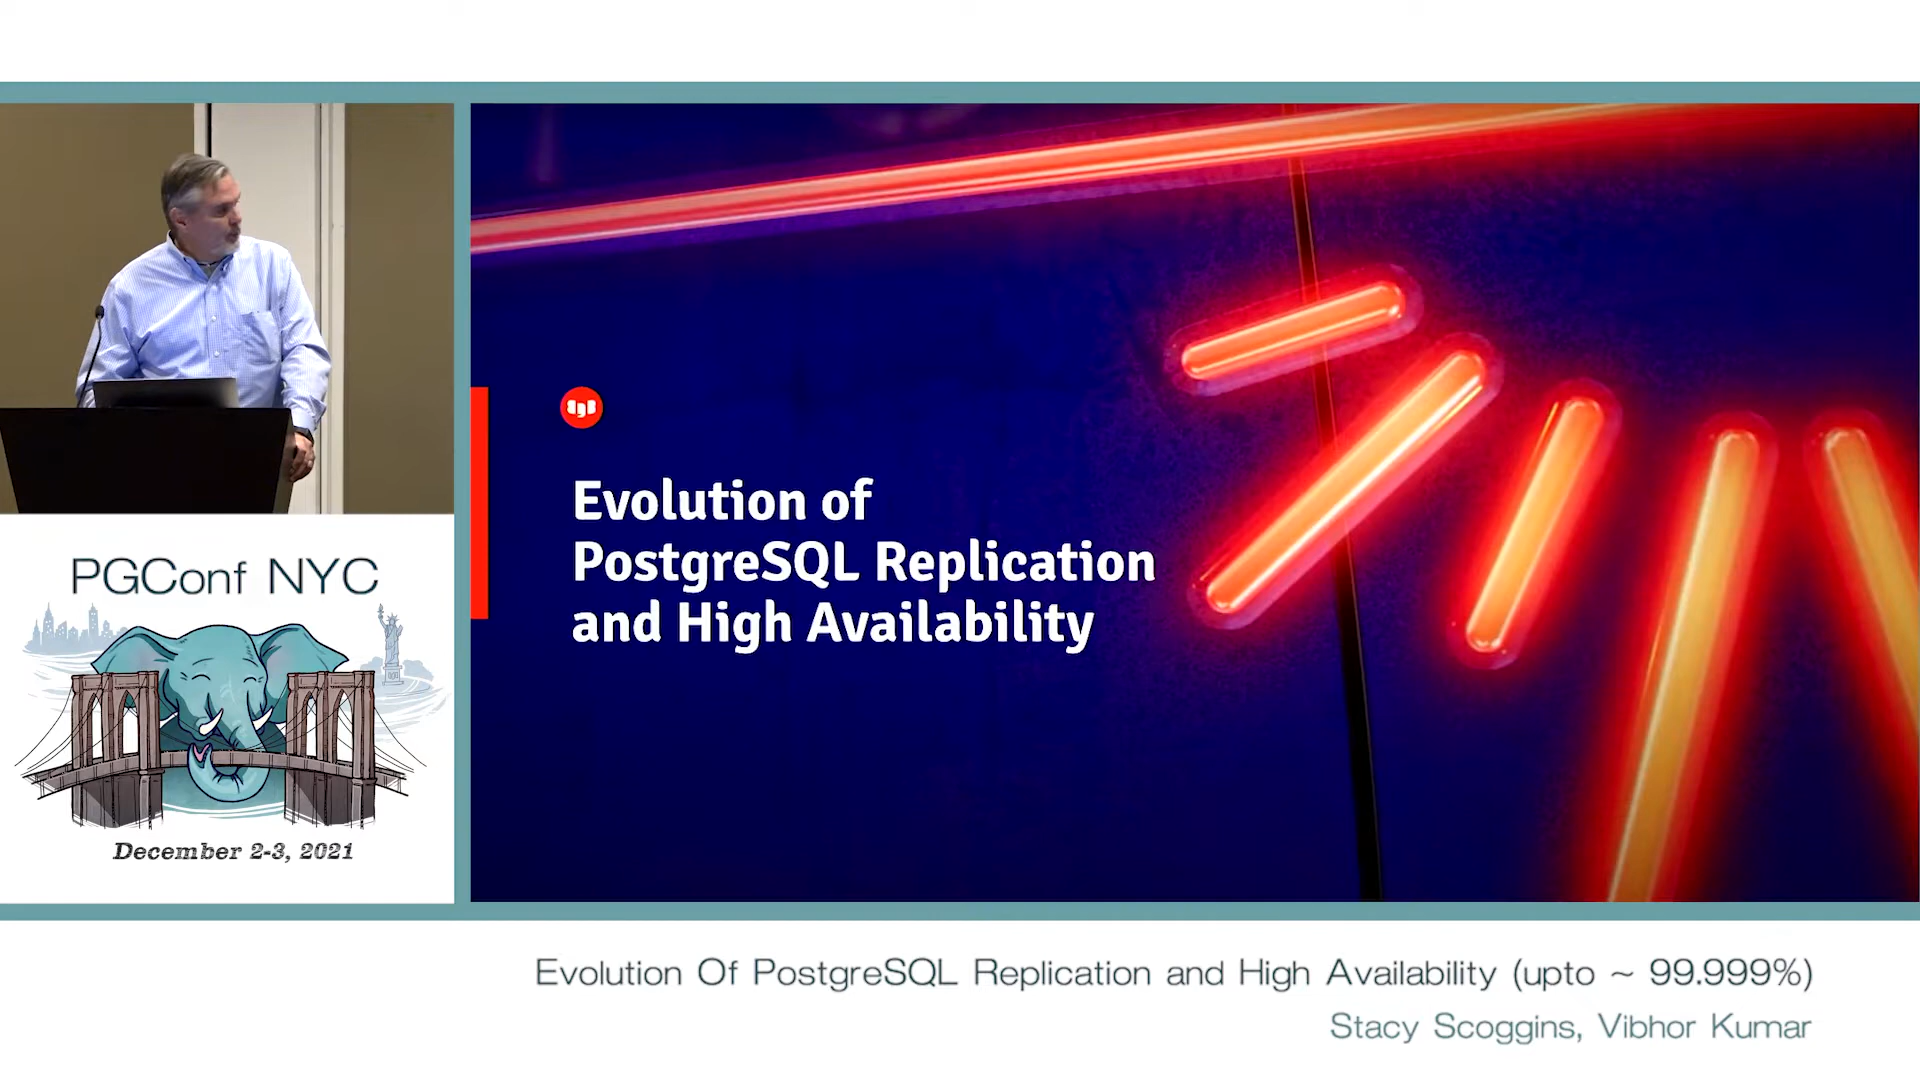 PGConf NYC
December 2-3, 2021
Evolution of
PostgreSQL Replication
and High Availability
Evolution Of PostgreSQL Replication and High Availability (upto ~ 99.999%)
Stacy Scoggins, Vibhor Kumar